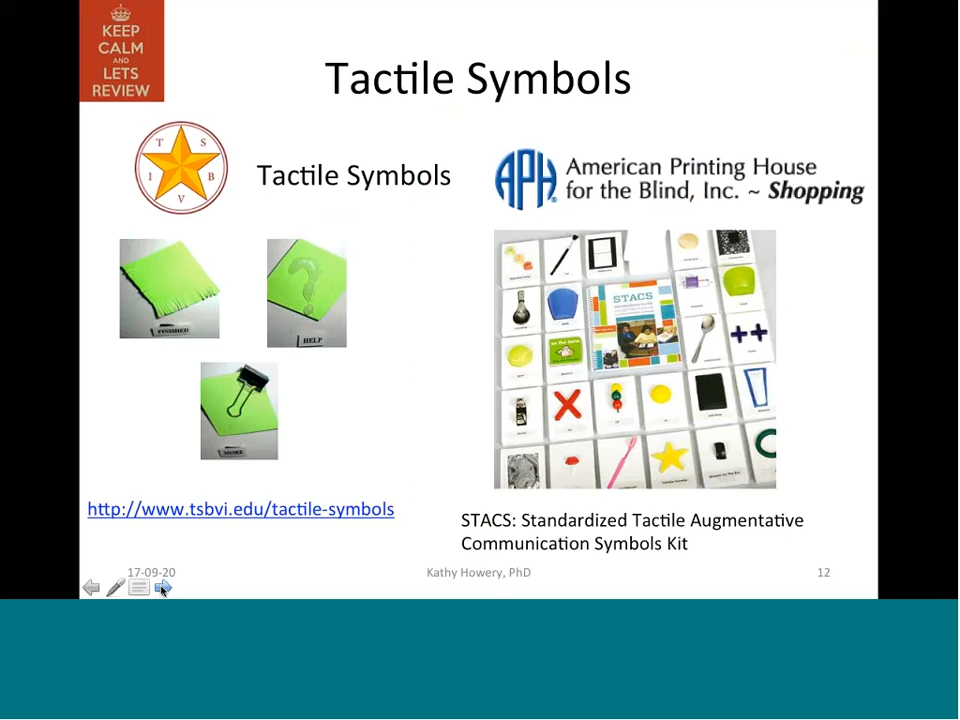 KEEP
CALM
AND
LETS
REVIEW
Tactile Symbols
T S
I B
V
Tactile Symbols
APH
American Printing House
for the Blind, Inc. ~ Shopping
FINISHED
HELP
MORE
STACS
http://www.tsbvi.edu/tactile-symbols
STACS: Standardized Tactile Augmentative
Communication Symbols Kit
17-09-20
Kathy Howery, PhD
12